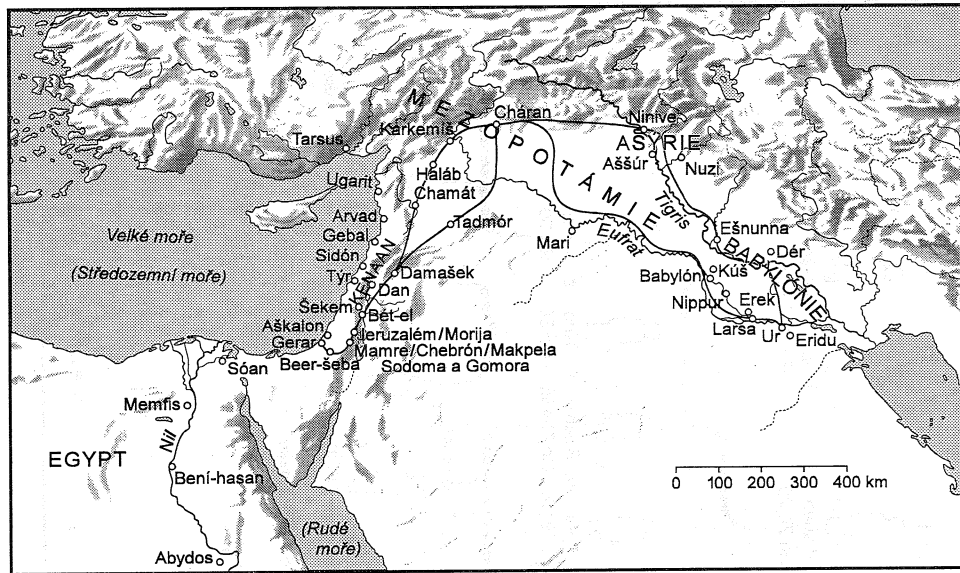 MEZOPOTÁMIE
Cháran
Karkemiš
Tarsus
Ninive
ASÝRIE
Aššúr
Nuzi
Haláb
Chamát
Ugarit
Arvad
Tadmór
Tigris
Gebal
Velké moře
(Středozemní moře)
Mari
Eufrat
Ešnunna
Dér
BABYLÓNIE
Sidón
Týr
KENAAN
Damašek
Dan
Babylón
Kúš
Nippur
Erek
Šekem
Bét-el
Larsa
Ur
Eridu
Aškalon
Gerar
Jeruzalém/Morija
Mamre/Chebrón/Makpela
Beer-šeba
Sodoma a Gomora
Sóan
Memfis
Nil
EGYPT
Bení-hasan
0 100 200 300 400 km
(Rudé
moře)
Abydos